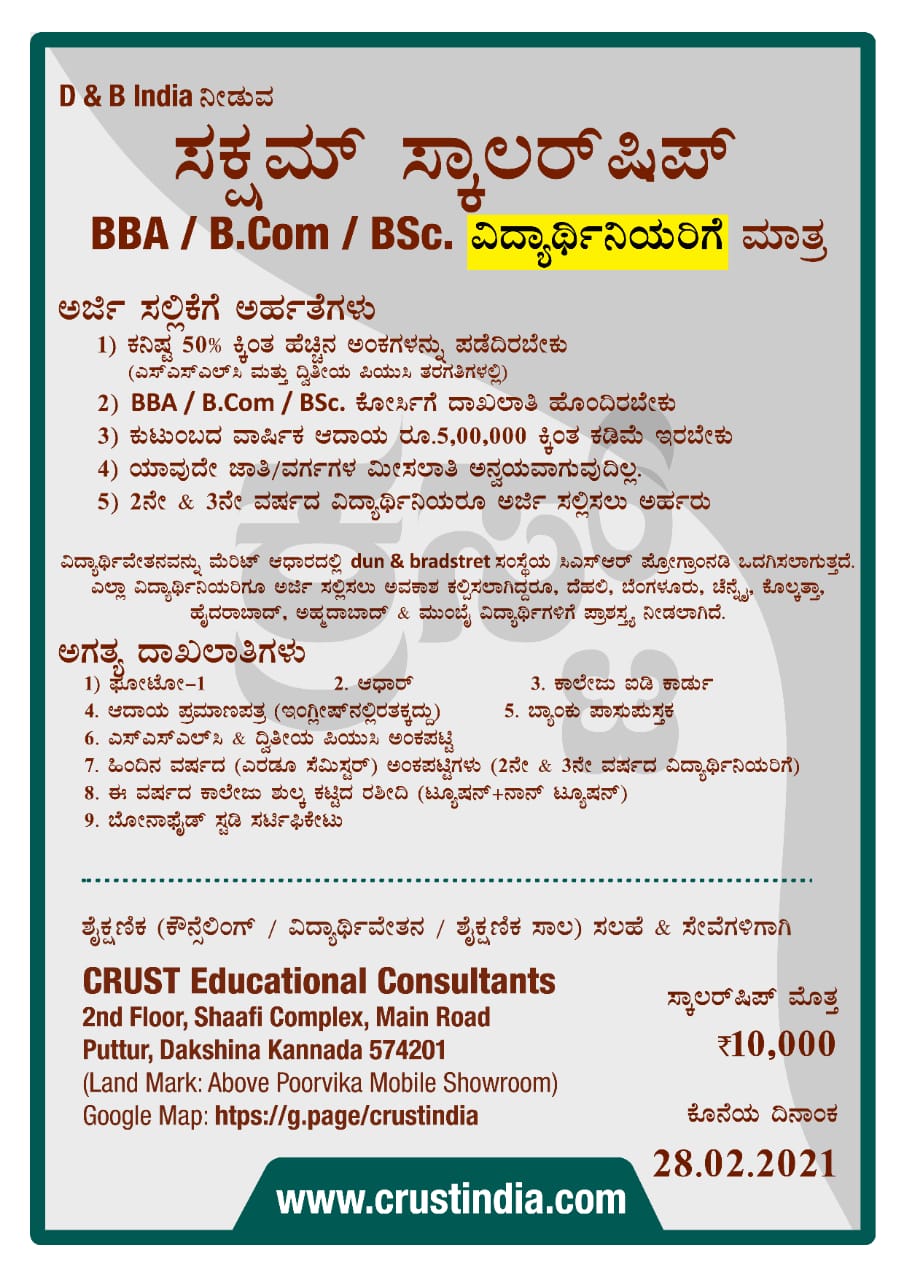 D & B India ನೀಡುವ
ಸಕ್ಷಮ್ ಸ್ಕಾಲರ್‌ಷಿಪ್
BBA / B.Com / BSc. ವಿದ್ಯಾರ್ಥಿನಿಯರಿಗೆ ಮಾತ್ರ
ಅರ್ಜಿ ಸಲ್ಲಿಕೆಗೆ ಅರ್ಹತೆಗಳು
1) ಕನಿಷ್ಟ 50% ಕ್ಕಿಂತ ಹೆಚ್ಚಿನ ಅಂಕಗಳನ್ನು ಪಡೆದಿರಬೇಕು
(ಎಸ್ಎಸ್ಎಲ್‌ಸಿ ಮತ್ತು ದ್ವಿತೀಯ ಪಿಯುಸಿ ತರಗತಿಗಳಲ್ಲಿ)
2) BBA / B.Com / BSc. ಕೋರ್ಸಿಗೆ ದಾಖಲಾತಿ ಹೊಂದಿರಬೇಕು
3) ಕುಟುಂಬದ ವಾರ್ಷಿಕ ಆದಾಯ ರೂ.5,00,000 ಕ್ಕಿಂತ ಕಡಿಮೆ ಇರಬೇಕು
4) ಯಾವುದೇ ಜಾತಿ/ವರ್ಗಗಳ ಮೀಸಲಾತಿ ಅನ್ವಯವಾಗುವುದಿಲ್ಲ.
5) 2ನೇ & 3ನೇ ವರ್ಷದ ವಿದ್ಯಾರ್ಥಿನಿಯರೂ ಅರ್ಜಿ ಸಲ್ಲಿಸಲು ಅರ್ಹರು
ವಿದ್ಯಾರ್ಥಿವೇತನವನ್ನು ಮೆರಿಟ್ ಆಧಾರದಲ್ಲಿ dun & bradstret ಸಂಸ್ಥೆಯ ಸಿಎಸ್ಆರ್ ಪ್ರೋಗ್ರಾಂನಡಿ ಒದಗಿಸಲಾಗುತ್ತದೆ.
ಎಲ್ಲಾ ವಿದ್ಯಾರ್ಥಿನಿಯರಿಗೂ ಅರ್ಜಿ ಸಲ್ಲಿಸಲು ಅವಕಾಶ ಕಲ್ಪಿಸಲಾಗಿದ್ದರೂ, ದೆಹಲಿ, ಬೆಂಗಳೂರು, ಚೆನ್ನೈ, ಕೊಲ್ಕತ್ತಾ,
ಹೈದರಾಬಾದ್, ಅಹ್ಮದಾಬಾದ್ & ಮುಂಬೈ ವಿದ್ಯಾರ್ಥಿಗಳಿಗೆ ಪ್ರಾಶಸ್ತ್ಯ ನೀಡಲಾಗಿದೆ.
ಅಗತ್ಯ ದಾಖಲಾತಿಗಳು
1) ಫೋಟೋ-1 2. ಆಧಾರ್ 3. ಕಾಲೇಜು ಐಡಿ ಕಾರ್ಡು
4. ಆದಾಯ ಪ್ರಮಾಣಪತ್ರ (ಇಂಗ್ಲೀಷ್‌ನಲ್ಲಿರತಕ್ಕದ್ದು) 5. ಬ್ಯಾಂಕು ಪಾಸುಪುಸ್ತಕ
6. ಎಸ್ಎಸ್ಎಲ್‌ಸಿ & ದ್ವಿತೀಯ ಪಿಯುಸಿ ಅಂಕಪಟ್ಟಿ
7. ಹಿಂದಿನ ವರ್ಷದ (ಎರಡೂ ಸೆಮಿಸ್ಟರ್) ಅಂಕಪಟ್ಟಿಗಳು (2ನೇ & 3ನೇ ವರ್ಷದ ವಿದ್ಯಾರ್ಥಿನಿಯರಿಗೆ)
8. ಈ ವರ್ಷದ ಕಾಲೇಜು ಶುಲ್ಕ ಕಟ್ಟಿದ ರಶೀದಿ (ಟ್ಯೂಷನ್+ನಾನ್ ಟ್ಯೂಷನ್)
9. ಬೋನಾಫೈಡ್ ಸ್ಟಡಿ ಸರ್ಟಿಫಿಕೇಟು
ಶೈಕ್ಷಣಿಕ (ಕೌನ್ಸೆಲಿಂಗ್ / ವಿದ್ಯಾರ್ಥಿವೇತನ / ಶೈಕ್ಷಣಿಕ ಸಾಲ) ಸಲಹೆ & ಸೇವೆಗಳಿಗಾಗಿ
CRUST Educational Consultants
2nd Floor, Shaafi Complex, Main Road
Puttur, Dakshina Kannada 574201
(Land Mark: Above Poorvika Mobile Showroom)
Google Map: htps://g.page/crustindia
ಸ್ಕಾಲರ್‌ಷಿಪ್ ಮೊತ್ತ
₹10,000
ಕೊನೆಯ ದಿನಾಂಕ
28.02.2021
www.crustindia.com